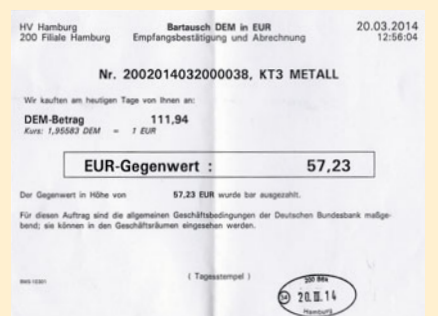 HV Hamburg Bartausch DEM in EUR 20.03.2014
200 Filiale Hamburg Empfangsbestätigung und Abrechnung 12:56:04
Nr. 2002014032000038, KT3 METALL
Wir kauften am heutigen Tage von Ihnen an:
DEM-Betrag 111,94
Kurs: 1,95583 DEM = 1 EUR
EUR-Gegenwert : 57,23
Der Gegenwert in Höhe von 57,23 EUR wurde bar ausgezahlt.
Für diesen Auftrag sind die allgemeinen Geschäftsbedingungen der Deutschen Bundesbank maßge-
bend; sie können in den Geschäftsräumen eingesehen werden.
( Tagesstempel )
20.III.14
Hamburg